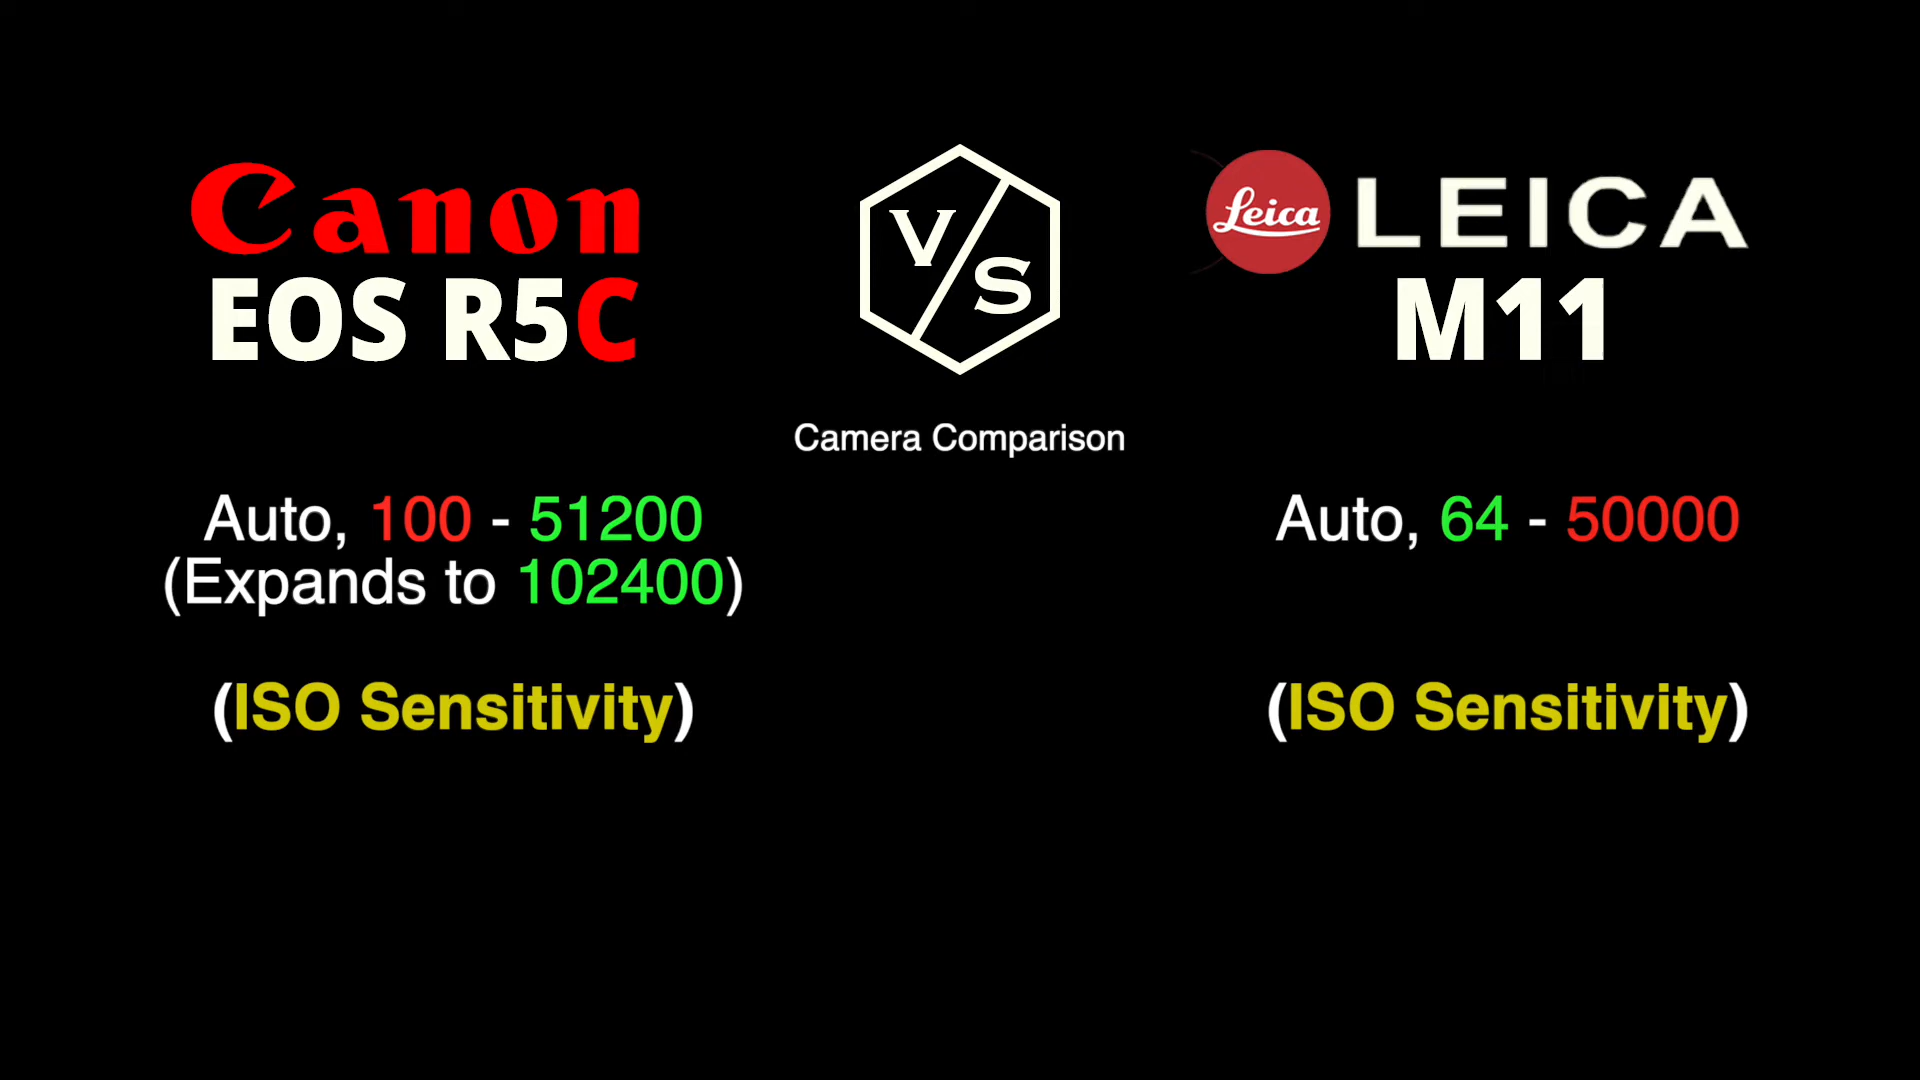 Canon
EOS R5C
V/S
Leica LEICA
M11
Camera Comparison
Auto, 100 - 51200
(Expands to 102400)
(ISO Sensitivity)
Auto, 64 - 50000
(ISO Sensitivity)